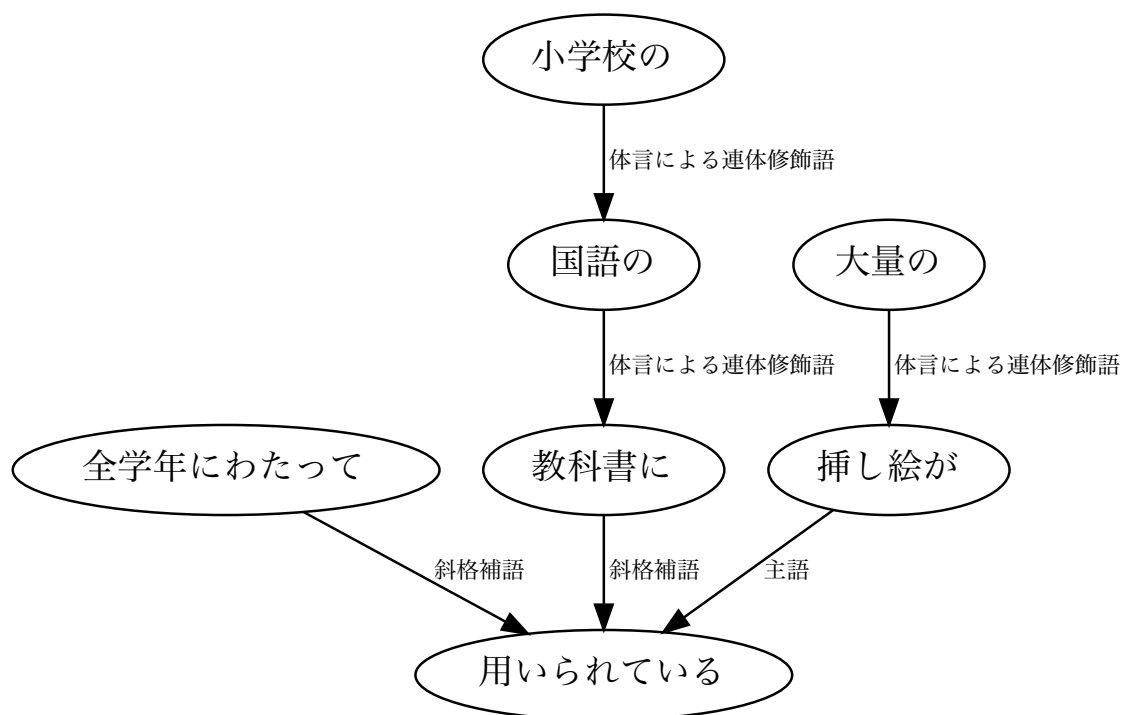 小学校の
体言による連体修飾語
国語の
大量の
体言による連体修飾語
体言による連体修飾語
全学年にわたって
教科書に
挿し絵が
斜格補語
斜格補語
主語
用いられている